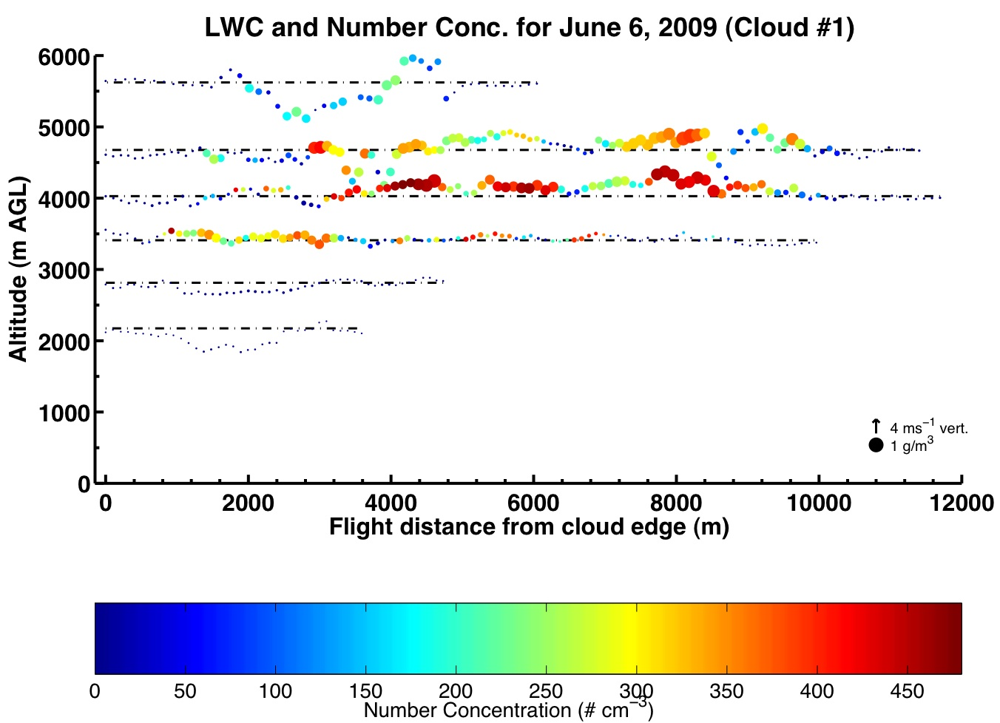 LWC and Number Conc. for June 6, 2009 (Cloud #1)
Altitude (m AGL)
6000
5000
4000
3000
2000
1000
0
4 ms−1 vert.
1 g/m3
0 2000 4000 6000 8000 10000 12000
Flight distance from cloud edge (m)
0 50 100 150 200 250 300 350 400 450
Number Concentration (# cm−3)